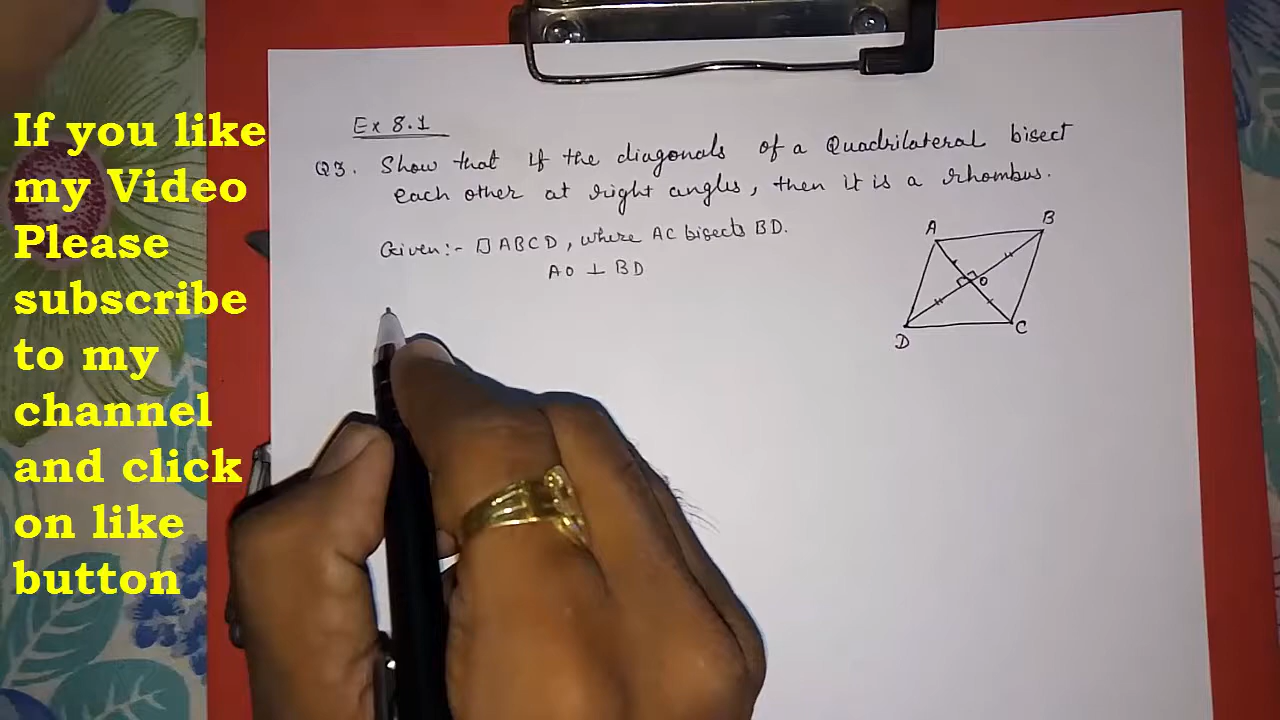 If you like
my Video
Please
subscribe
to my
channel
and click
on like
button
Ex 8.1
Q3. Show that if the diagonals of a Quadrilateral bisect
each other at right angles, then it is a rhombus.
Given:- □ ABCD, where AC bisects BD.
AO ⊥ BD
A
B
O
D
C